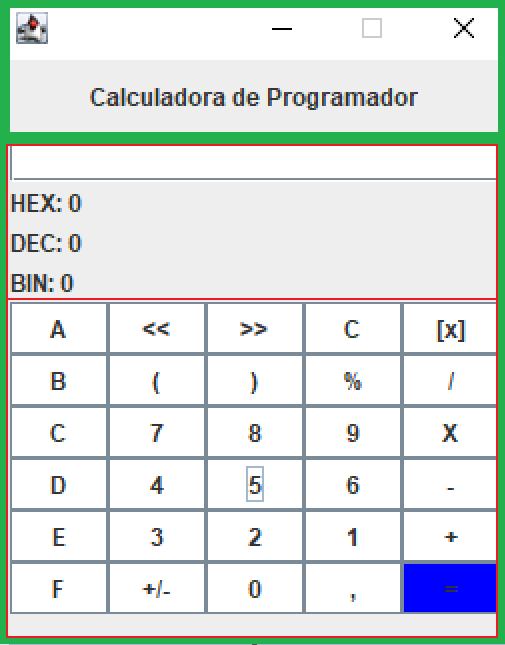 Calculadora de Programador
HEX: 0
DEC: 0
BIN: 0
A << >> C [x]
B ( ) % /
C 7 8 9 X
D 4 5 6 -
E 3 2 1 +
F +/- 0 , =